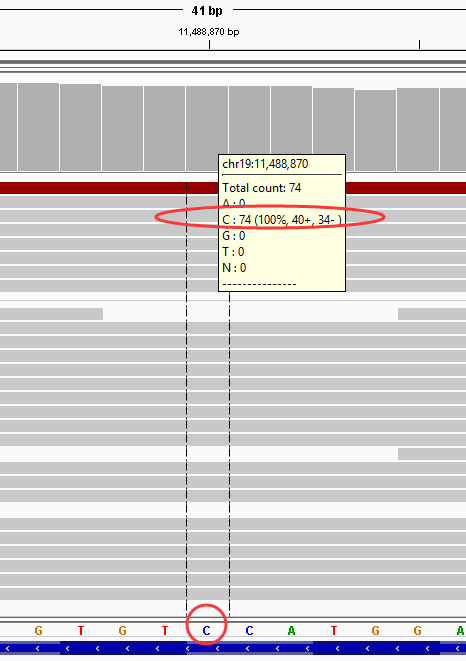 41 bp
11,488,870 bp
chr19:11,488,870
Total count: 74
A : 0
C : 74 (100%, 40+, 34- )
G : 0
T : 0
N : 0
---------------
G T G T C C A T G G A